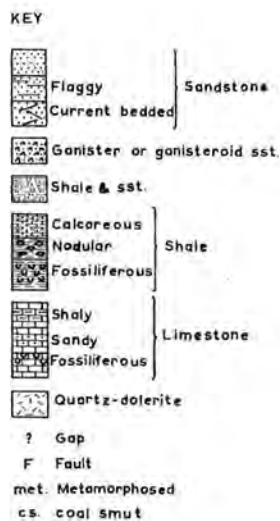 KEY
Flaggy
Sandstone
Current bedded
Ganister or ganisteroid sst.
Shale & sst.
Calcareous
Nodular
Shale
Fossiliferous
Shaly
Limestone
Sandy
Fossiliferous
Quartz-dolerite
? Gap
F Fault
met. Metamorphosed
cs. coal smut